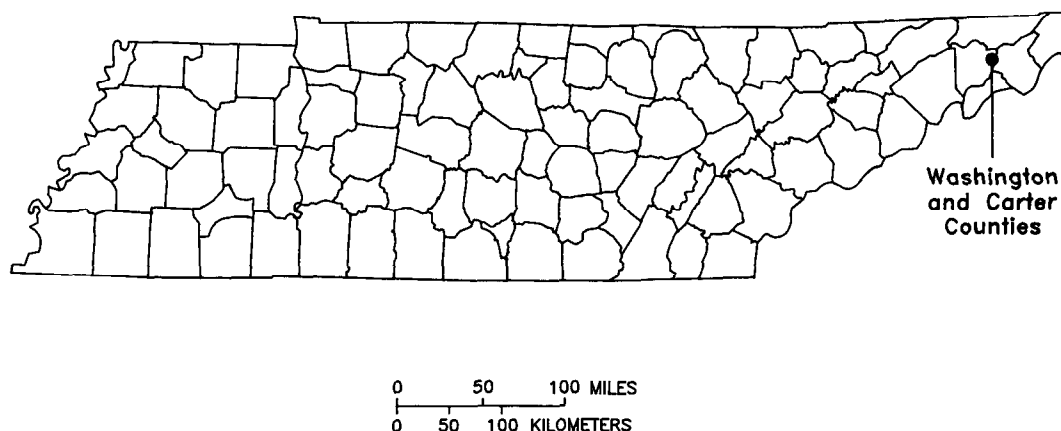 Washington
and Carter
Counties
0 50 100 MILES
0 50 100 KILOMETERS